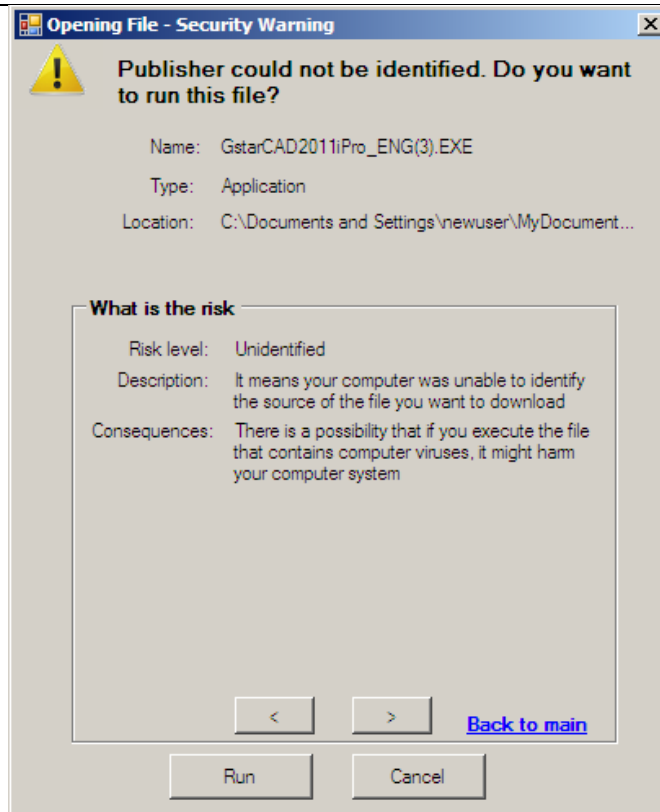 Opening File - Security Warning
Publisher could not be identified. Do you want
to run this file?
Name: GstarCAD2011iPro_ENG(3).EXE
Type: Application
Location: C:\Documents and Settings\newuser\MyDocument...
What is the risk
Risk level: Unidentified
Description: It means your computer was unable to identify
the source of the file you want to download
Consequences: There is a possibility that if you execute the file
that contains computer viruses, it might harm
your computer system
< > Back to main
Run Cancel